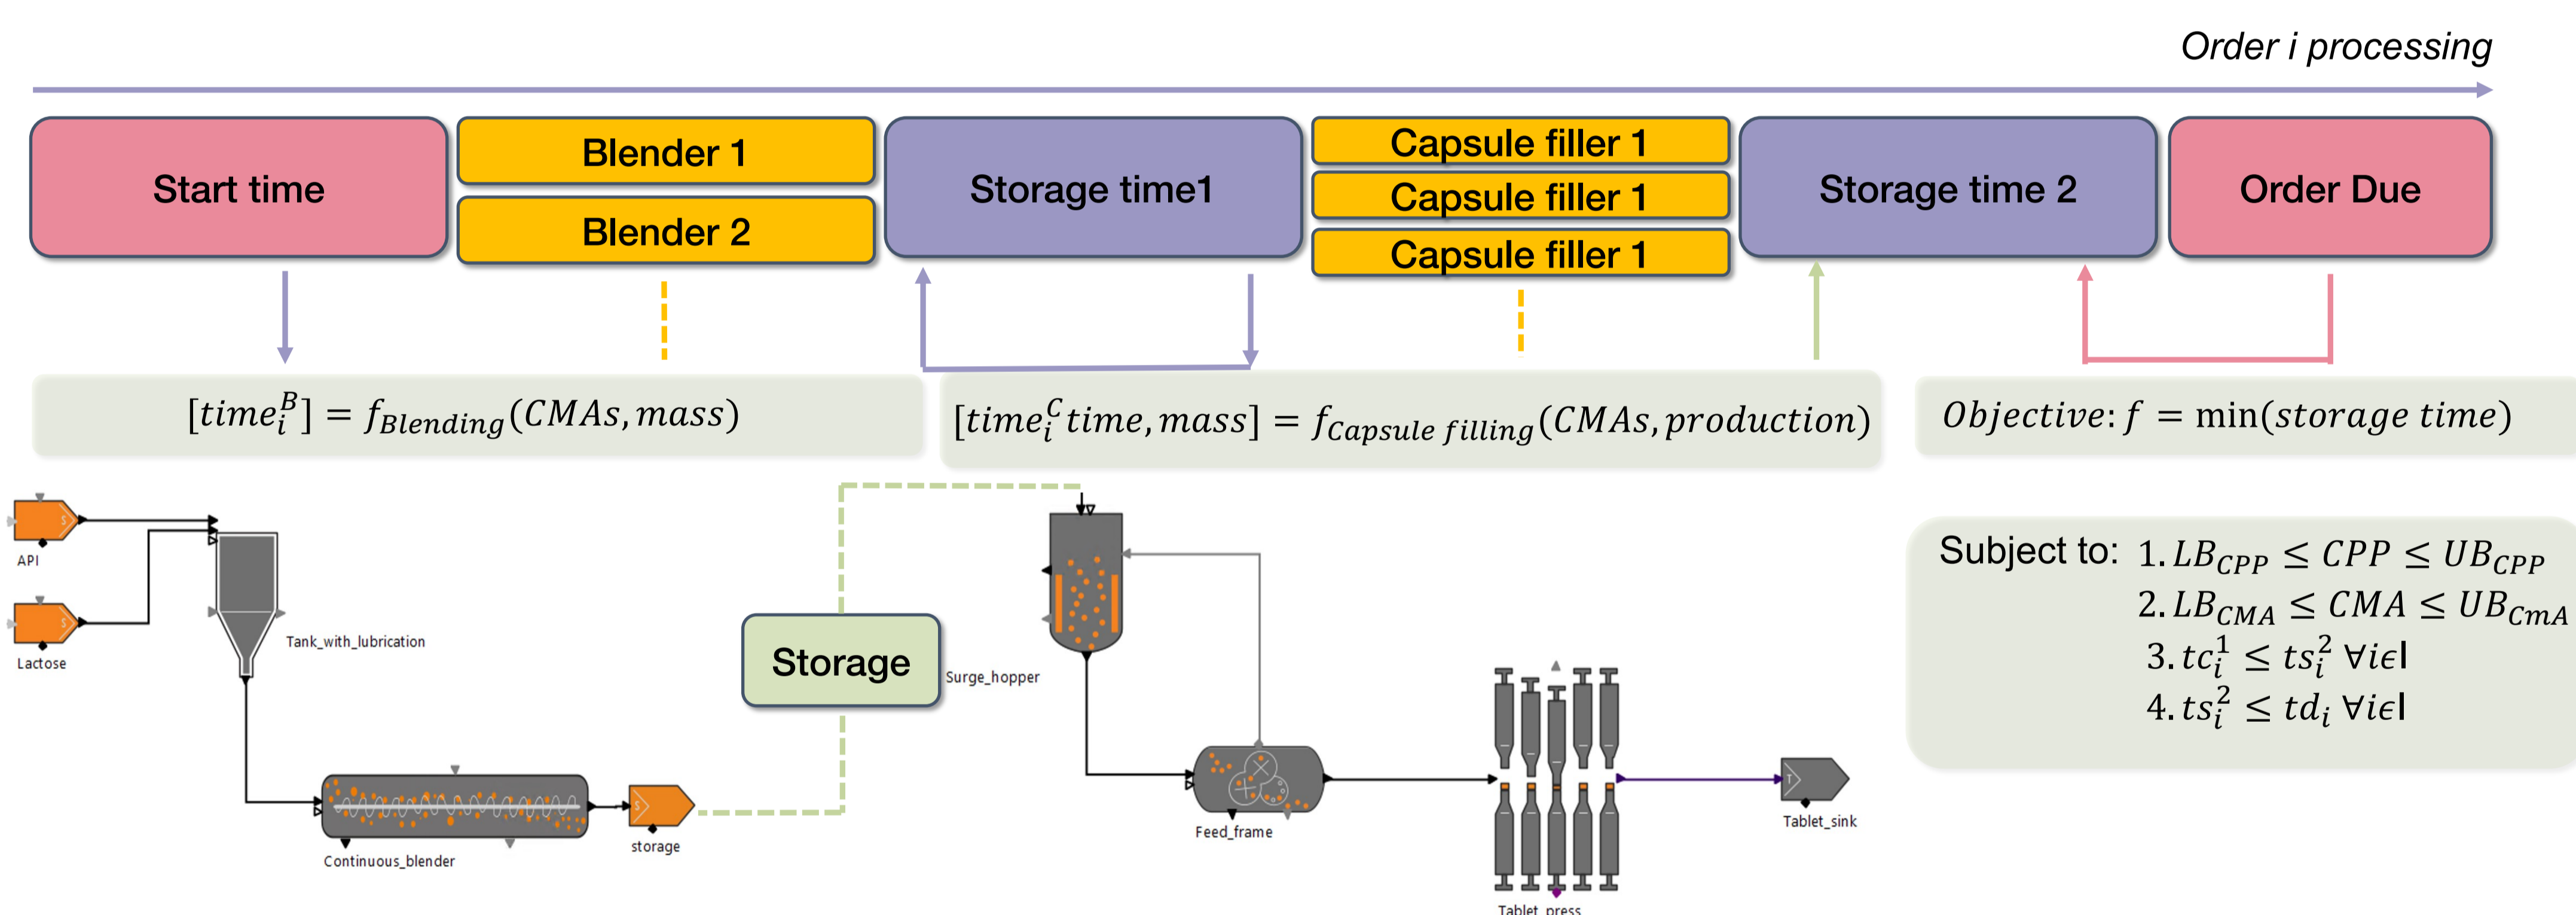 Order i processing
Start time
Blender 1
Blender 2
Storage time1
Capsule filler 1
Capsule filler 1
Capsule filler 1
Storage time 2
Order Due
[time_i^B] = f_Blending(CMAs, mass)
[time_i^C time, mass] = f_Capsule filling(CMAs, production)
Objective: f = min(storage time)
Subject to: 1. LB_CPP ≤ CPP ≤ UB_CPP
2. LB_CMA ≤ CMA ≤ UB_CmA
3. tc_i^1 ≤ ts_i^2 ∀iϵI
4. ts_i^2 ≤ td_i ∀iϵI
S
API
S
Lactose
Tank_with_lubrication
Continuous_blender
S
storage
Storage
Surge_hopper
Feed_frame
Tablet_press
T
Tablet_sink